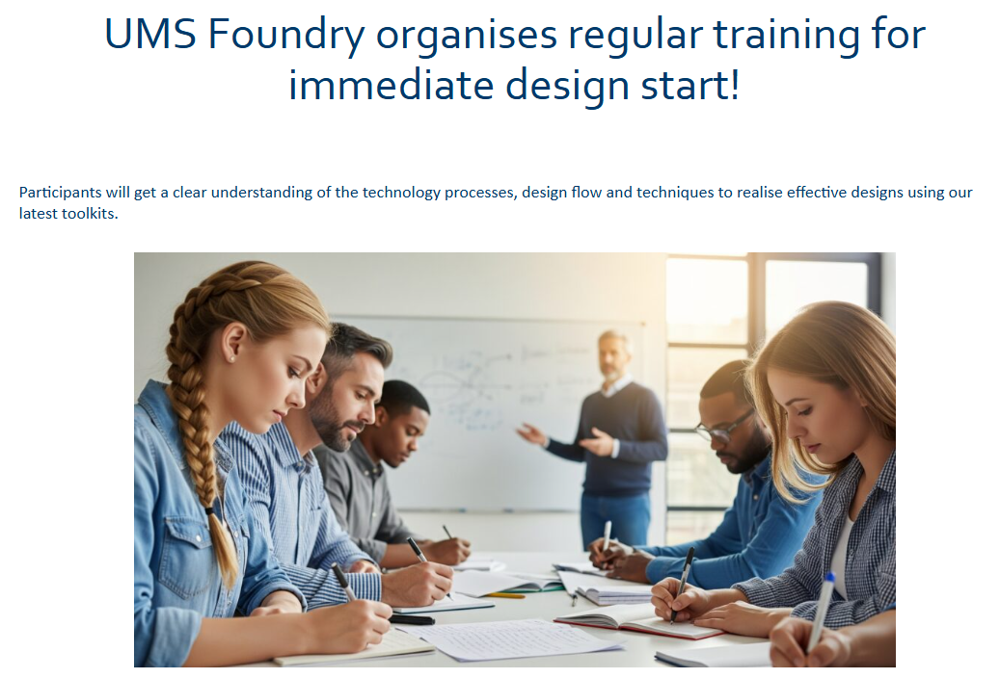 UMS Foundry organises regular training for
immediate design start!
Participants will get a clear understanding of the technology processes, design flow and techniques to realise effective designs using our
latest toolkits.